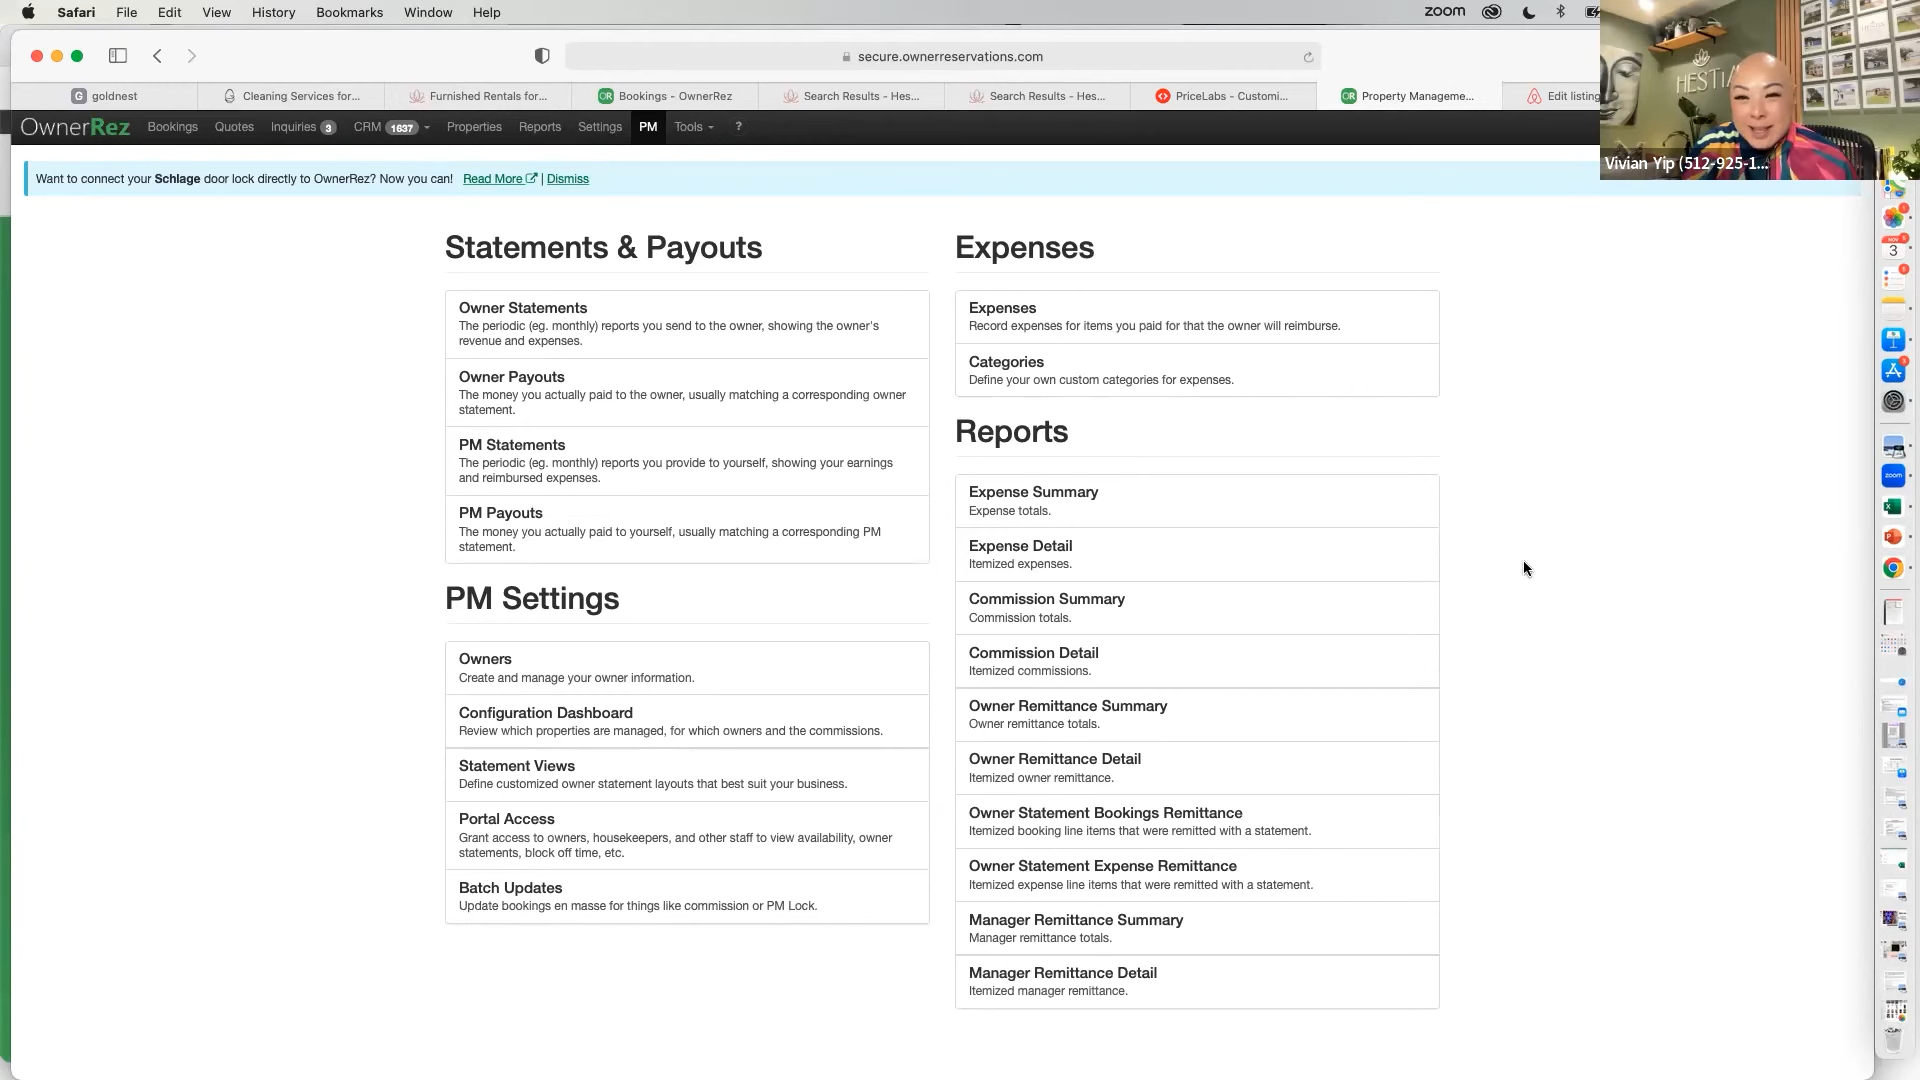 Safari File Edit View History Bookmarks Window Help
zoom
secure.ownerreservations.com
goldnest
Cleaning Services for...
Furnished Rentals for...
Bookings - OwnerRez
Search Results - Hes...
Search Results - Hes...
PriceLabs - Customi...
Property Manageme...
Edit listing
OwnerRez Bookings Quotes Inquiries 3 CRM 1637 Properties Reports Settings PM Tools ?
HESTIA
Vivian Yip (512-925-1...
Want to connect your Schlage door lock directly to OwnerRez? Now you can! Read More | Dismiss
Statements & Payouts
Owner Statements
The periodic (eg. monthly) reports you send to the owner, showing the owner's
revenue and expenses.
Owner Payouts
The money you actually paid to the owner, usually matching a corresponding owner
statement.
PM Statements
The periodic (eg. monthly) reports you provide to yourself, showing your earnings
and reimbursed expenses.
PM Payouts
The money you actually paid to yourself, usually matching a corresponding PM
statement.
PM Settings
Owners
Create and manage your owner information.
Configuration Dashboard
Review which properties are managed, for which owners and the commissions.
Statement Views
Define customized owner statement layouts that best suit your business.
Portal Access
Grant access to owners, housekeepers, and other staff to view availability, owner
statements, block off time, etc.
Batch Updates
Update bookings en masse for things like commission or PM Lock.
Expenses
Expenses
Record expenses for items you paid for that the owner will reimburse.
Categories
Define your own custom categories for expenses.
Reports
Expense Summary
Expense totals.
Expense Detail
Itemized expenses.
Commission Summary
Commission totals.
Commission Detail
Itemized commissions.
Owner Remittance Summary
Owner remittance totals.
Owner Remittance Detail
Itemized owner remittance.
Owner Statement Bookings Remittance
Itemized booking line items that were remitted with a statement.
Owner Statement Expense Remittance
Itemized expense line items that were remitted with a statement.
Manager Remittance Summary
Manager remittance totals.
Manager Remittance Detail
Itemized manager remittance.
NOV
3
zoom